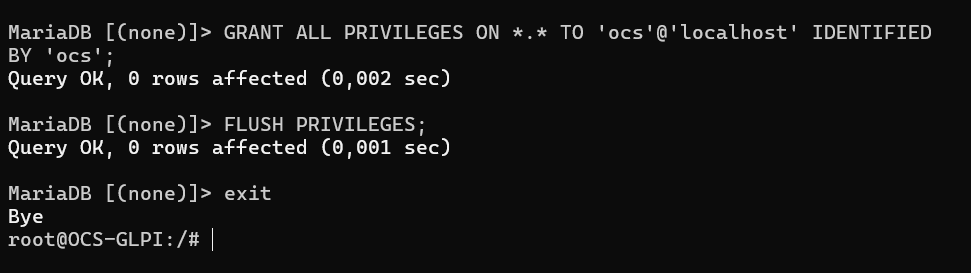 MariaDB [(none)]> GRANT ALL PRIVILEGES ON *.* TO 'ocs'@'localhost' IDENTIFIED
BY 'ocs';
Query OK, 0 rows affected (0,002 sec)
MariaDB [(none)]> FLUSH PRIVILEGES;
Query OK, 0 rows affected (0,001 sec)
MariaDB [(none)]> exit
Bye
root@OCS-GLPI:/#